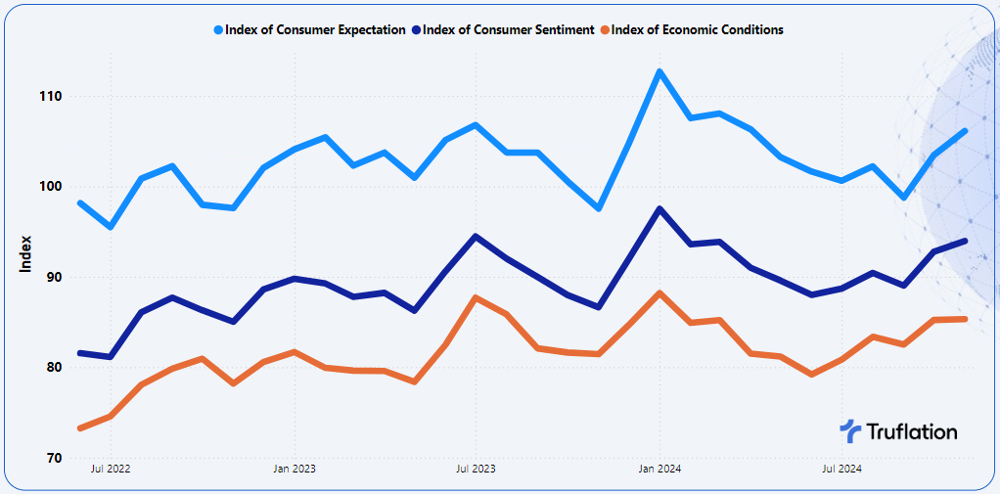 Index of Consumer Expectation Index of Consumer Sentiment Index of Economic Conditions
110
100
90
80
70
Index
Jul 2022 Jan 2023 Jul 2023 Jan 2024 Jul 2024
Truflation